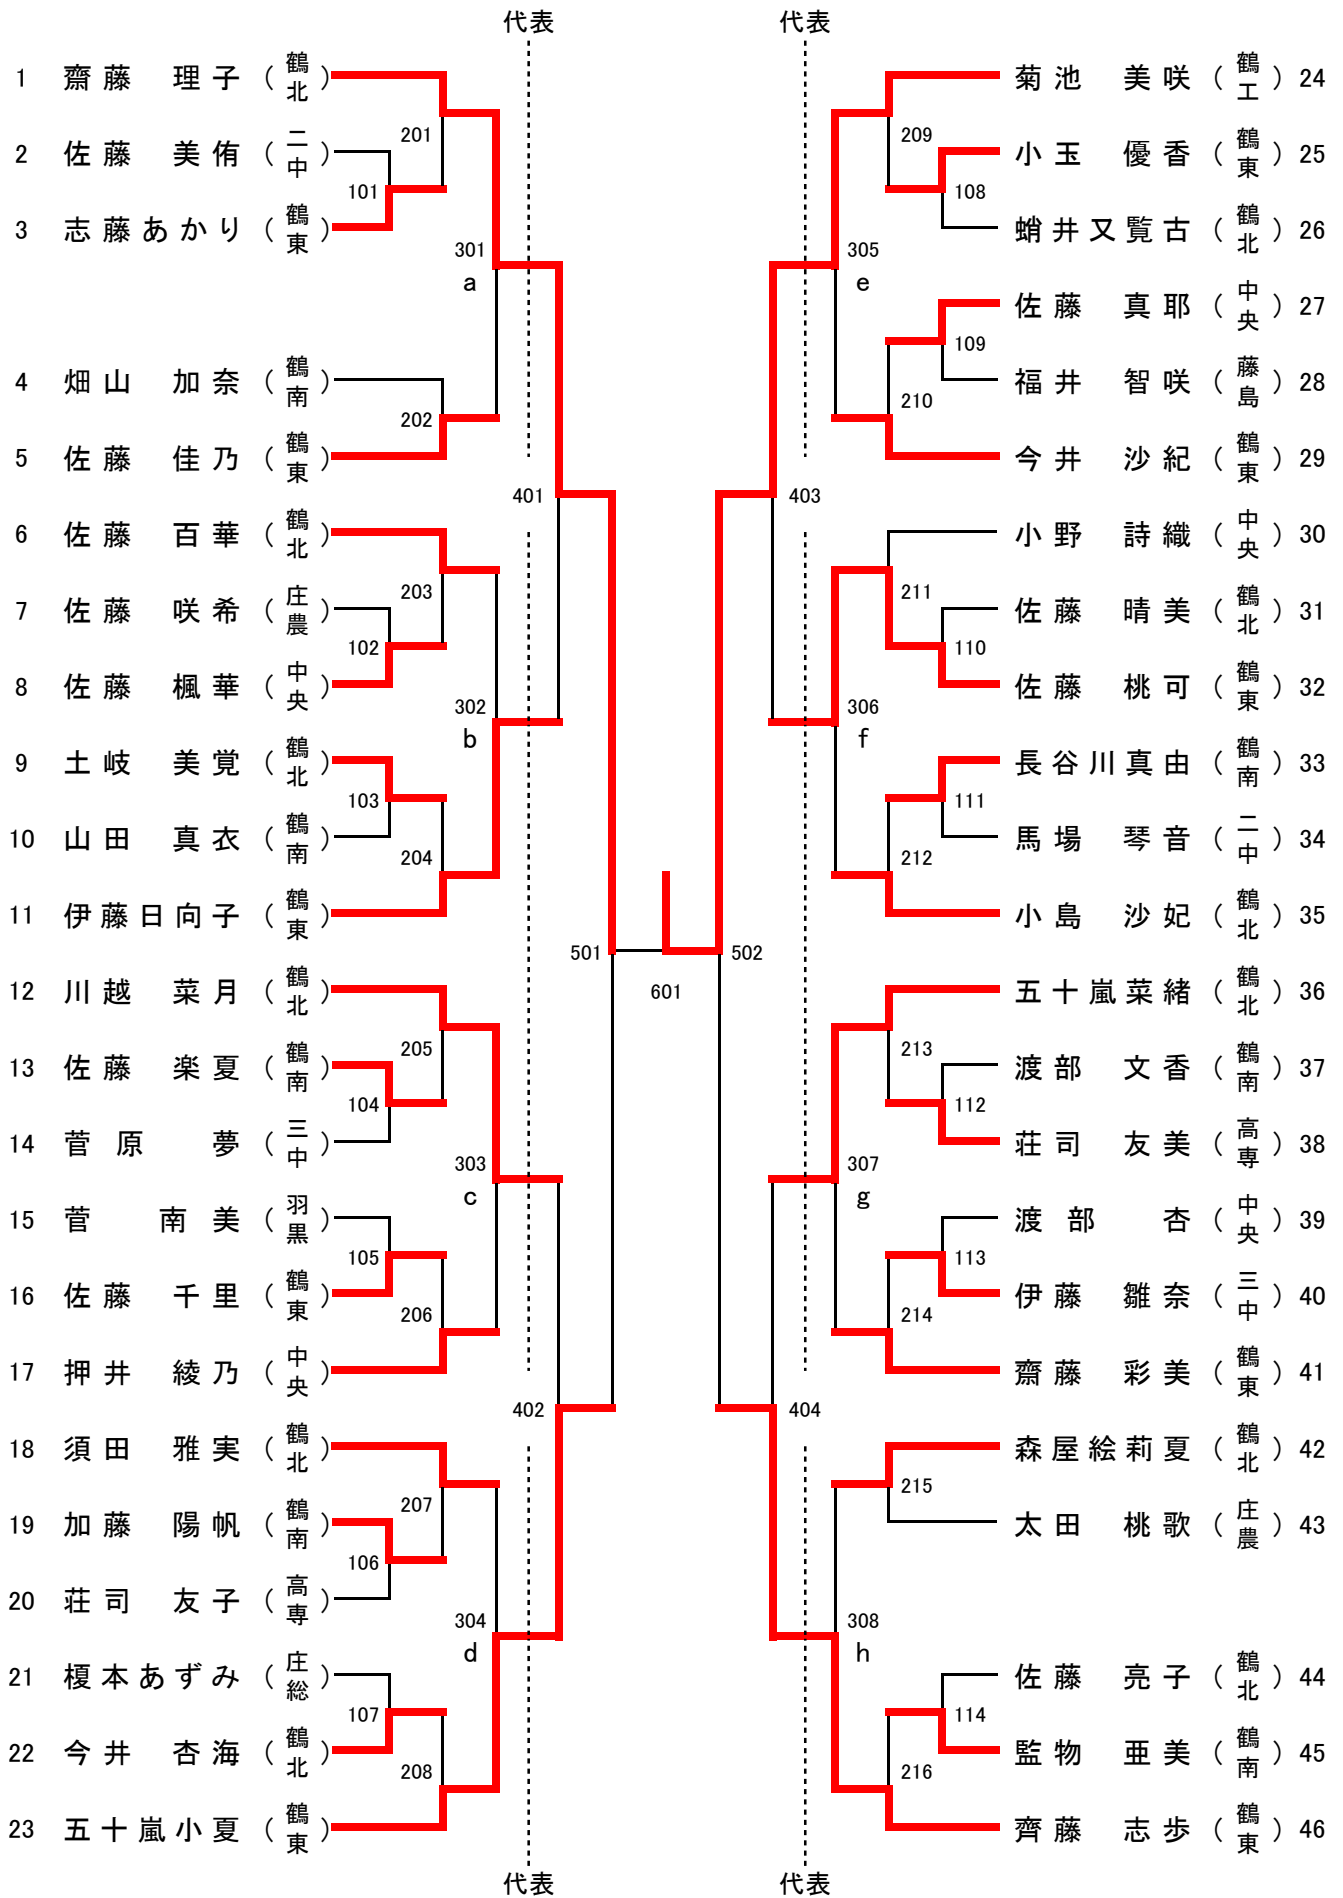 代表 代表
1 齋藤 理子 (鶴北)
2 佐藤 美侑 (二中)
3 志藤あかり (鶴東)
4 畑山 加奈 (鶴南)
5 佐藤 佳乃 (鶴東)
6 佐藤 百華 (鶴北)
7 佐藤 咲希 (庄農)
8 佐藤 楓華 (中央)
9 土岐 美覚 (鶴北)
10 山田 真衣 (鶴南)
11 伊藤日向子 (鶴東)
12 川越 菜月 (鶴北)
13 佐藤 楽夏 (鶴南)
14 菅原 夢 (三中)
15 菅 南美 (羽黒)
16 佐藤 千里 (鶴東)
17 押井 綾乃 (中央)
18 須田 雅実 (鶴北)
19 加藤 陽帆 (鶴南)
20 荘司 友子 (高専)
21 榎本あずみ (庄総)
22 今井 杏海 (鶴北)
23 五十嵐小夏 (鶴東)
101
102
103
104
105
106
107
201
202
203
204
205
206
207
208
301
a
302
b
303
c
304
d
401
402
501
601
502
403
404
305
e
306
f
307
g
308
h
209
210
211
212
213
214
215
216
108
109
110
111
112
113
114
菊池 美咲 (鶴工) 24
小玉 優香 (鶴東) 25
蛸井又覧古 (鶴北) 26
佐藤 真耶 (中央) 27
福井 智咲 (藤島) 28
今井 沙紀 (鶴東) 29
小野 詩織 (中央) 30
佐藤 晴美 (鶴北) 31
佐藤 桃可 (鶴東) 32
長谷川真由 (鶴南) 33
馬場 琴音 (二中) 34
小島 沙妃 (鶴北) 35
五十嵐菜緒 (鶴北) 36
渡部 文香 (鶴南) 37
荘司 友美 (高専) 38
渡部 杏 (中央) 39
伊藤 雛奈 (三中) 40
齋藤 彩美 (鶴東) 41
森屋絵莉夏 (鶴北) 42
太田 桃歌 (庄農) 43
佐藤 亮子 (鶴北) 44
監物 亜美 (鶴南) 45
齊藤 志歩 (鶴東) 46
代表 代表